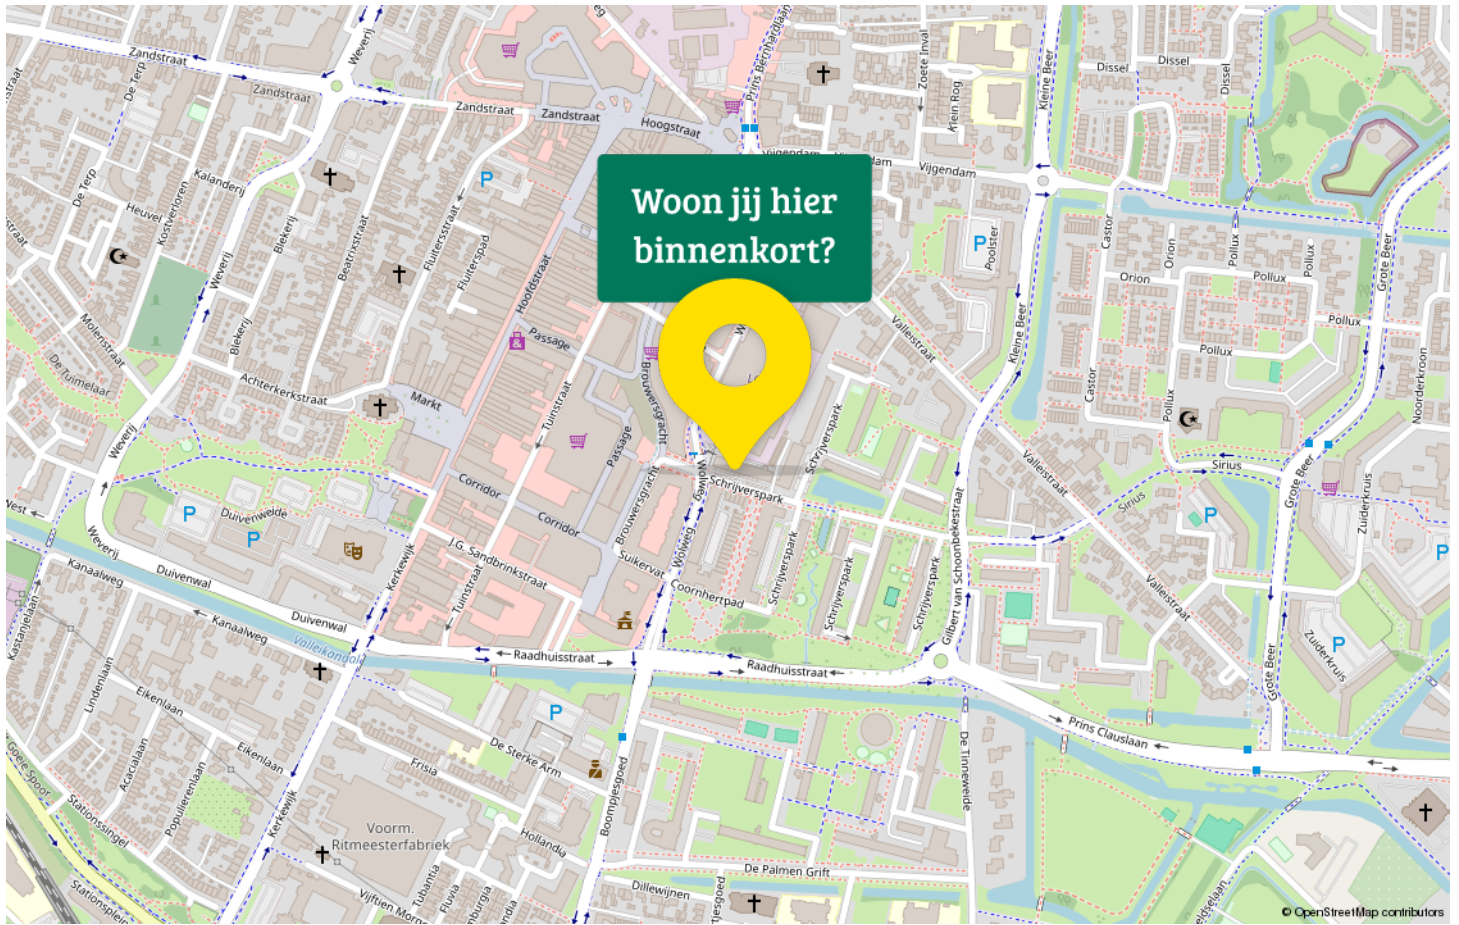 Woon jij hier
binnenkort?
Zandstraat
Weverij
Zandstraat
De Terp
Zandstraat
Zandstraat
Hoogstraat
Prins Bernhardlaan
Zoete Inval
Klein Rog
Kleine Beer
Dissel
Dissel
Dissel
Vijgendam
Kalanderij
De Terp
Heuvel
Kostverloren
Weverij
Blekerij
Beatrixstraat
Fluitersstraat
Fluiterspad
Hoofdstraat
P
P
Poolster
Castor
Orion
Orion
Pollux
Pollux
Pollux
Grote Beer
Pollux
Pollux
Pollux
Castor
Kleine Beer
Valleistraat
Noorderkroon
Molenstraat
De Tuimelaar
Blekerij
Achterkerkstraat
Markt
Passage
Tuinstraat
Passage
Brouwersgracht
Schrijverspark
Weverij
Corridor
Corridor
Brouwersgracht
Wolweg
Schrijverspark
Valleistraat
Sirius
Sirius
Grote Beer
Zuiderkruis
P
P
P
P
Duivenweide
Weverij
Duivenwal
Kanaalweg
Kerkewijk
J.G. Sandbrinkstraat
Tuinstraat
Suikervat
Wolweg
Coornhertpad
Schrijverspark
Schrijverspark
Schrijverspark
Gilbert van Schoonbekestraat
Valleistraat
Kastanjelaan
Kanaalweg
Duivenwal
Valleikanaal
Raadhuisstraat
Raadhuisstraat
Grote Beer
Zuiderkruis
P
Lindenlaan
Eikenlaan
Eikenlaan
Acacialaan
Populierenlaan
Kerkewijk
P
De Sterke Arm
Frisia
Boompjesgoed
De Tinneweide
Prins Clauslaan
Stationssingel
Stationsplein
Voorm.
Ritmeesterfabriek
Hollandia
Tubantia
Fluvia
De Palmen Grift
Dillewijnen
© OpenStreetMap contributors